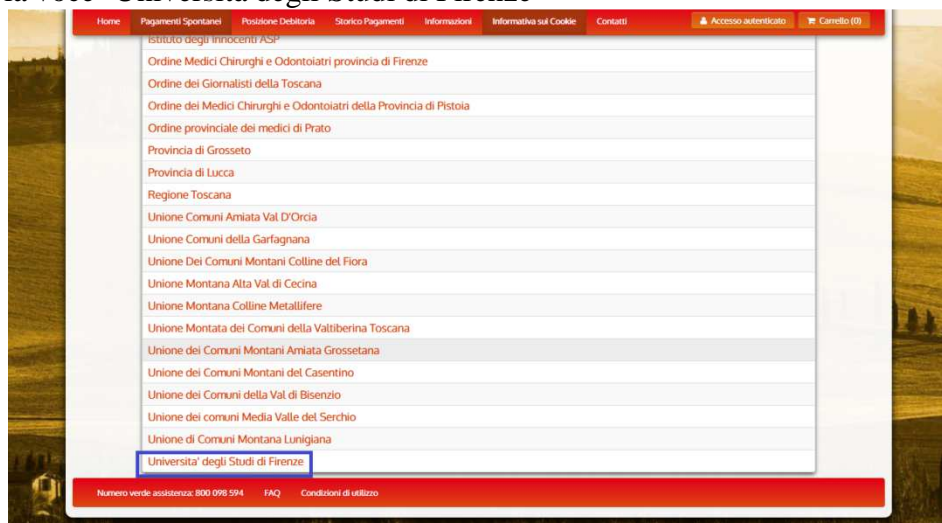 la voce "Università degli Studi di Firenze"
Home Pagamenti Spontanei Posizione Debitoria Storico Pagamenti Informazioni Informativa sui Cookie Contatti Accesso autenticato Carrello (0)
Istituto degli Innocenti ASP
Ordine Medici Chirurghi e Odontoiatri provincia di Firenze
Ordine dei Giornalisti della Toscana
Ordine dei Medici Chirurghi e Odontoiatri della Provincia di Pistoia
Ordine provinciale dei medici di Prato
Provincia di Grosseto
Provincia di Lucca
Regione Toscana
Unione Comuni Amiata Val D'Orcia
Unione Comuni della Garfagnana
Unione Dei Comuni Montani Colline del Fiora
Unione Montana Alta Val di Cecina
Unione Montana Colline Metallifere
Unione Montata dei Comuni della Valtiberina Toscana
Unione dei Comuni Montani Amiata Grossetana
Unione dei Comuni Montani del Casentino
Unione dei Comuni della Val di Bisenzio
Unione dei comuni Media Valle del Serchio
Unione di Comuni Montana Lunigiana
Universita' degli Studi di Firenze
Numero verde assistenza: 800 098 594 FAQ Condizioni di utilizzo